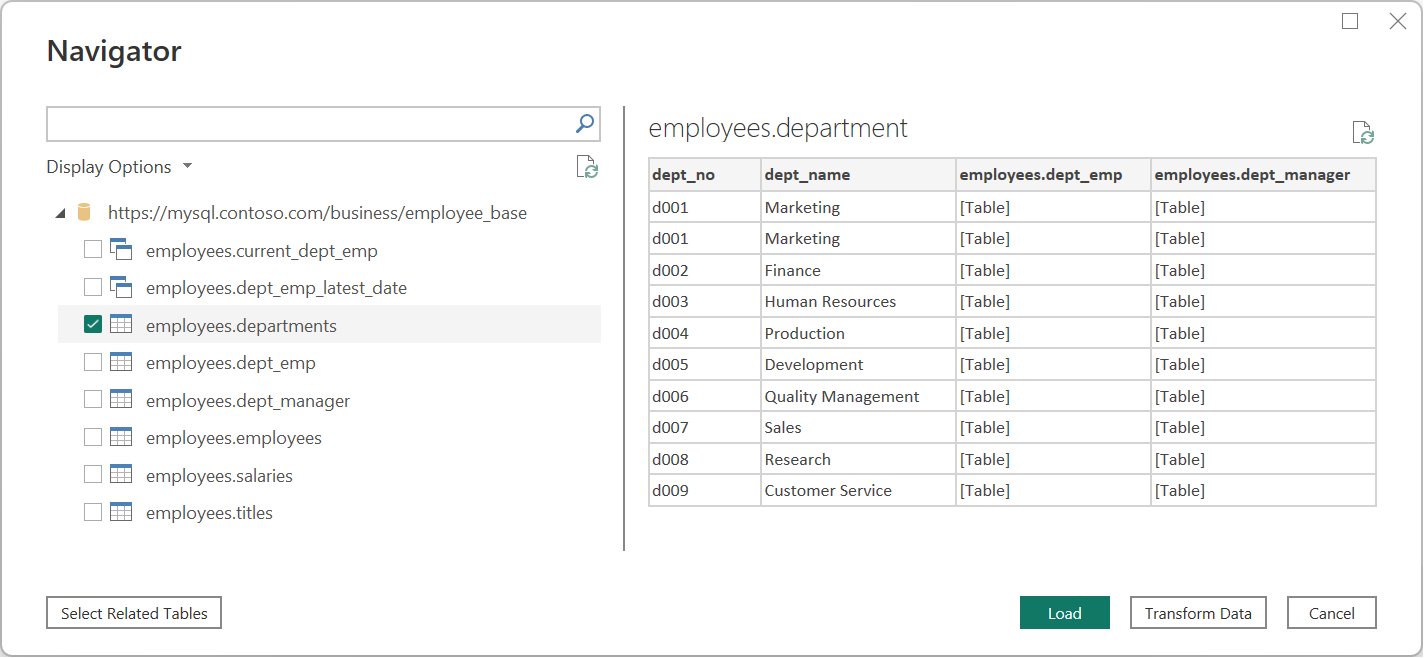 Navigator
Display Options
https://mysql.contoso.com/business/employee_base
employees.current_dept_emp
employees.dept_emp_latest_date
employees.departments
employees.dept_emp
employees.dept_manager
employees.employees
employees.salaries
employees.titles
Select Related Tables
employees.department
dept_no dept_name employees.dept_emp employees.dept_manager
d001 Marketing [Table] [Table]
d001 Marketing [Table] [Table]
d002 Finance [Table] [Table]
d003 Human Resources [Table] [Table]
d004 Production [Table] [Table]
d005 Development [Table] [Table]
d006 Quality Management [Table] [Table]
d007 Sales [Table] [Table]
d008 Research [Table] [Table]
d009 Customer Service [Table] [Table]
Load Transform Data Cancel